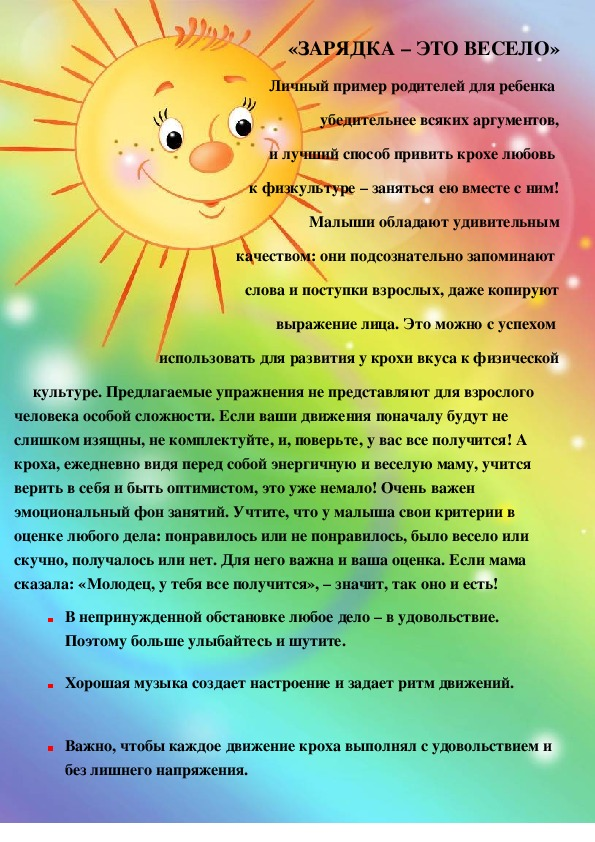 «ЗАРЯДКА – ЭТО ВЕСЕЛО»
Личный пример родителей для ребенка
убедительнее всяких аргументов,
и лучший способ привить крохе любовь
к физкультуре – заняться ею вместе с ним!
Малыши обладают удивительным
качеством: они подсознательно запоминают
слова и поступки взрослых, даже копируют
выражение лица. Это можно с успехом
использовать для развития у крохи вкуса к физической
культуре. Предлагаемые упражнения не представляют для взрослого
человека особой сложности. Если ваши движения поначалу будут не
слишком изящны, не комплектуйте, и, поверьте, у вас все получится! А
кроха, ежедневно видя перед собой энергичную и веселую маму, учится
верить в себя и быть оптимистом, это уже немало! Очень важен
эмоциональный фон занятий. Учтите, что у малыша свои критерии в
оценке любого дела: понравилось или не понравилось, было весело или
скучно, получалось или нет. Для него важна и ваша оценка. Если мама
сказала: «Молодец, у тебя все получится», – значит, так оно и есть!
В непринужденной обстановке любое дело – в удовольствие.
Поэтому больше улыбайтесь и шутите.
Хорошая музыка создает настроение и задает ритм движений.
Важно, чтобы каждое движение кроха выполнял с удовольствием и
без лишнего напряжения.